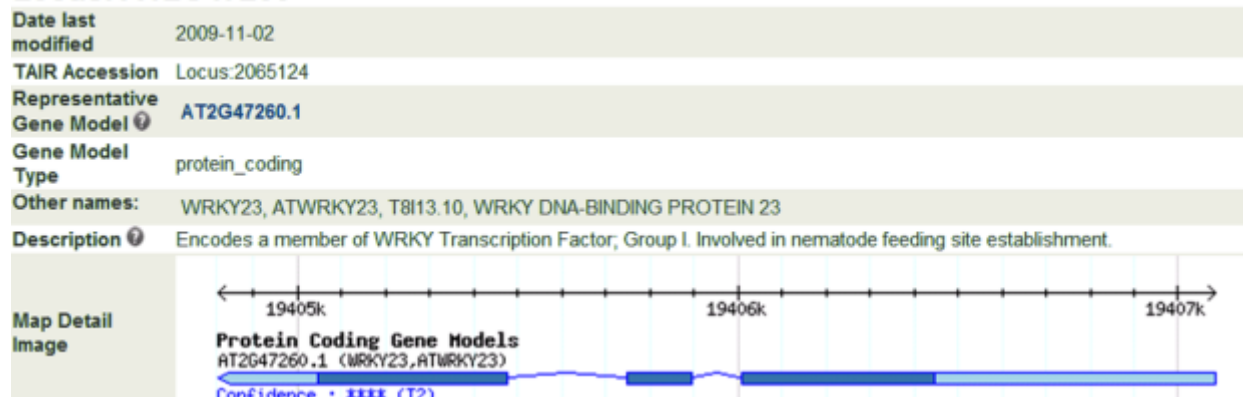 Date last modified 2009-11-02
TAIR Accession Locus:2065124
Representative Gene Model AT2G47260.1
Gene Model Type protein_coding
Other names: WRKY23, ATWRKY23, T8I13.10, WRKY DNA-BINDING PROTEIN 23
Description Encodes a member of WRKY Transcription Factor; Group I. Involved in nematode feeding site establishment.
Map Detail Image
19405k 19406k 19407k
Protein Coding Gene Models
AT2G47260.1 (WRKY23,ATWRKY23)
Confidence : **** (T2)